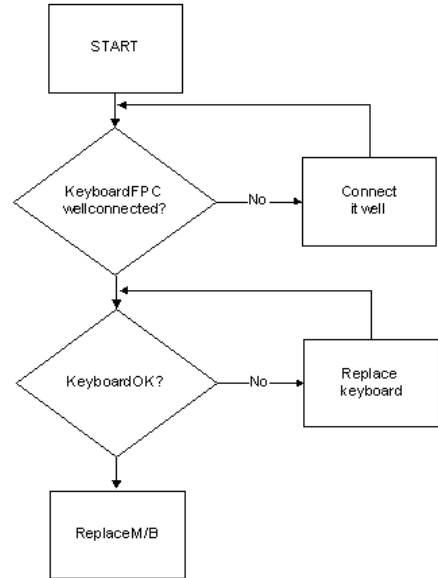 START
KeyboardFPC
wellconnected?
No
Connect
it well
KeyboardOK?
No
Replace
keyboard
ReplaceM/B